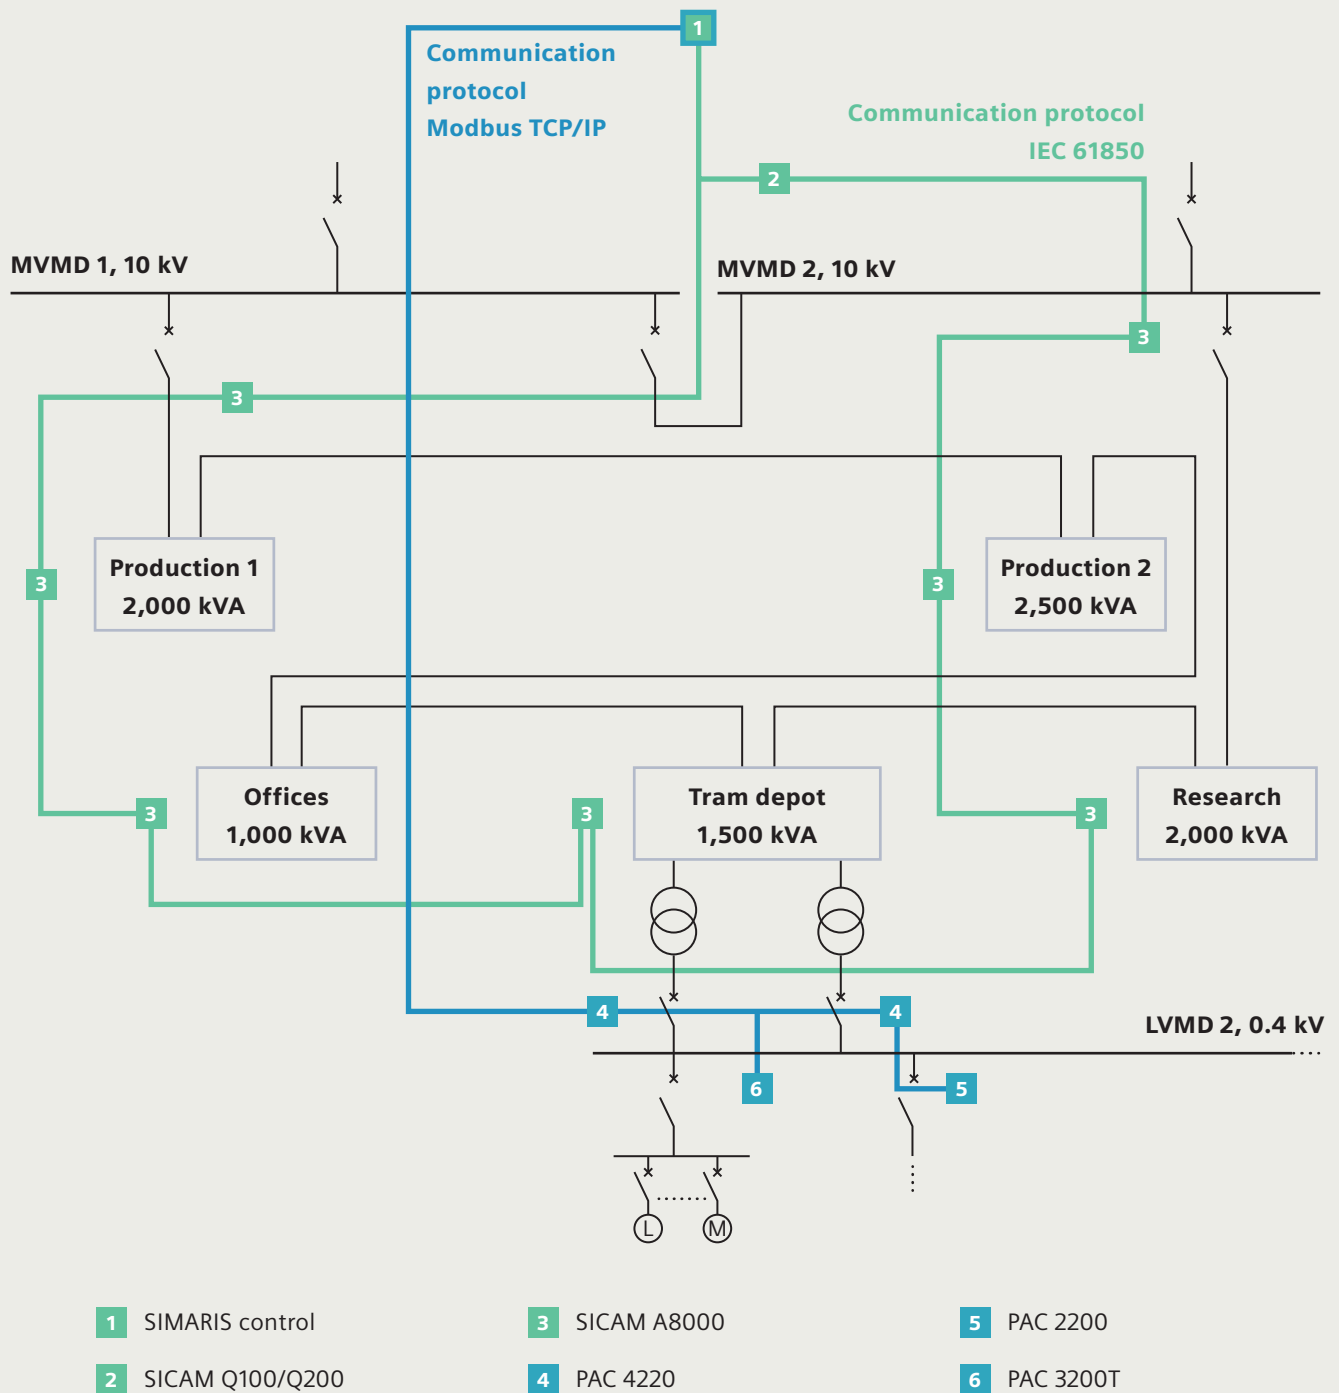 1
Communication
protocol
Modbus TCP/IP
Communication protocol
IEC 61850
2
MVMD 1, 10 kV
MVMD 2, 10 kV
3
3
3
Production 1
2,000 kVA
3
Production 2
2,500 kVA
3
Offices
1,000 kVA
3
Tram depot
1,500 kVA
3
Research
2,000 kVA
4
4
LVMD 2, 0.4 kV
6
5
L
M
1 SIMARIS control
3 SICAM A8000
5 PAC 2200
2 SICAM Q100/Q200
4 PAC 4220
6 PAC 3200T